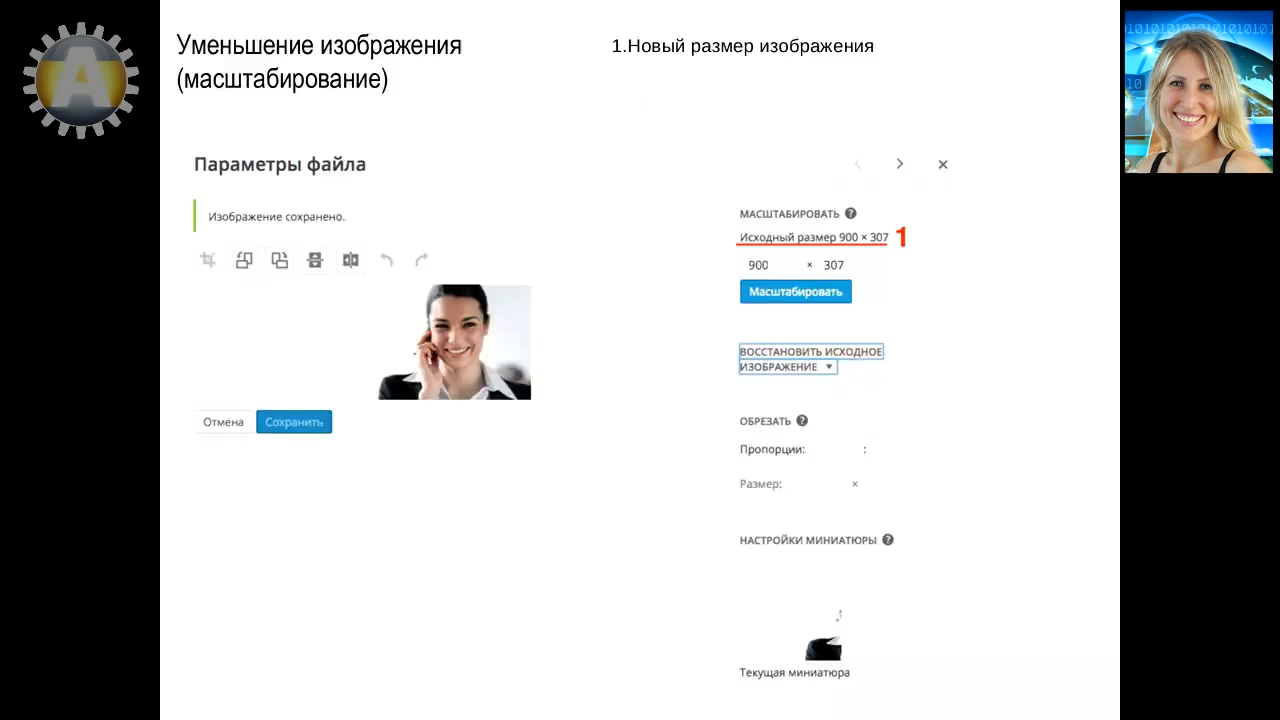 A
Уменьшение изображения
(масштабирование)
1.Новый размер изображения
Параметры файла
Изображение сохранено.
Отмена
Сохранить
МАСШТАБИРОВАТЬ ?
Исходный размер 900 × 307 1
900 × 307
Масштабировать
ВОССТАНОВИТЬ ИСХОДНОЕ
ИЗОБРАЖЕНИЕ
ОБРЕЗАТЬ ?
Пропорции: :
Размер: ×
НАСТРОЙКИ МИНИАТЮРЫ ?
Текущая миниатюра